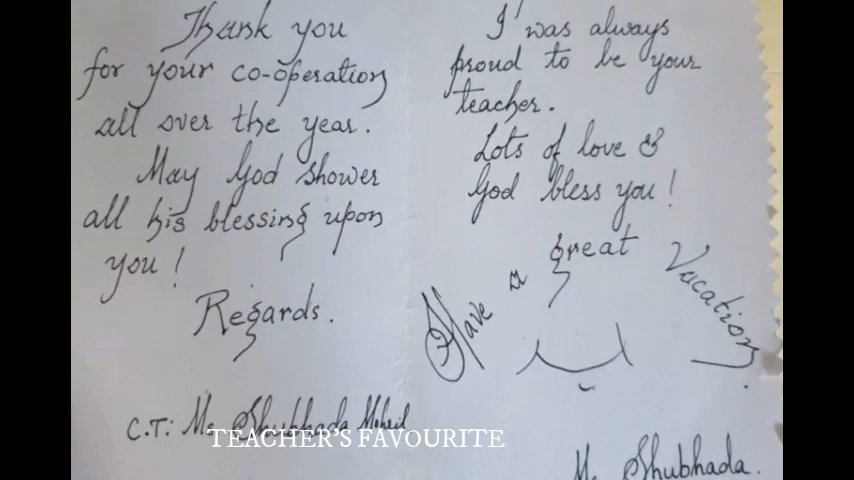 Thank you
for your co-operation
all over the year.
May God shower
all his blessing upon
you!
Regards.
C.T: Ms. Shubhada
I was always
proud to be your
teacher.
Lots of love &
God bless you!
Have a great Vacation.
Ms. Shubhada.
TEACHER'S FAVOURITE